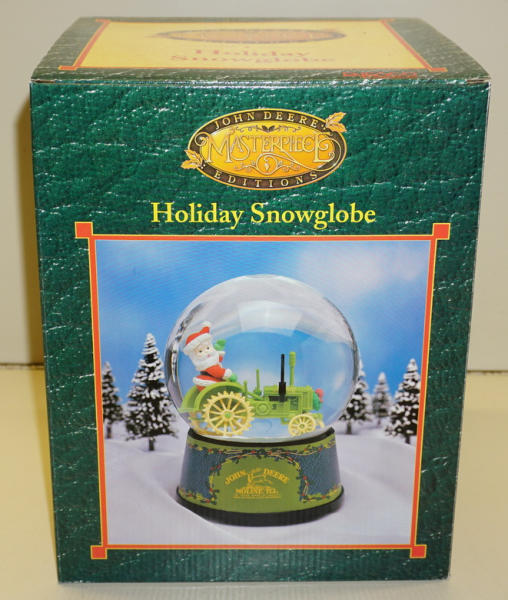 Holiday
Snowglobe
JOHN DEERE
MASTERPIECE
EDITIONS
Holiday Snowglobe
JOHN DEERE
MOLINE, ILL.